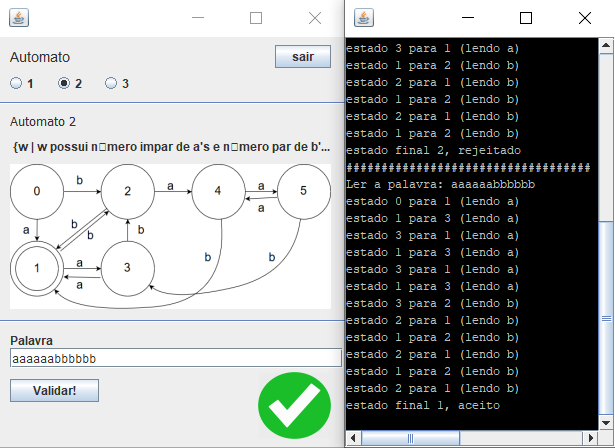 Automato
sair
1 2 3
Automato 2
{w | w possui n□mero impar de a's e n□mero par de b'...
0 b 2 a 4 a 5
a
a b b b b b
1 a 3
a
Palavra
aaaaaabbbbbb
Validar!
estado 3 para 1 (lendo a)
estado 1 para 2 (lendo b)
estado 2 para 1 (lendo b)
estado 1 para 2 (lendo b)
estado 2 para 1 (lendo b)
estado 1 para 2 (lendo b)
estado final 2, rejeitado
###################################
Ler a palavra: aaaaaabbbbbb
estado 0 para 1 (lendo a)
estado 1 para 3 (lendo a)
estado 3 para 1 (lendo a)
estado 1 para 3 (lendo a)
estado 3 para 1 (lendo a)
estado 1 para 3 (lendo a)
estado 3 para 2 (lendo b)
estado 2 para 1 (lendo b)
estado 1 para 2 (lendo b)
estado 2 para 1 (lendo b)
estado 1 para 2 (lendo b)
estado 2 para 1 (lendo b)
estado final 1, aceito